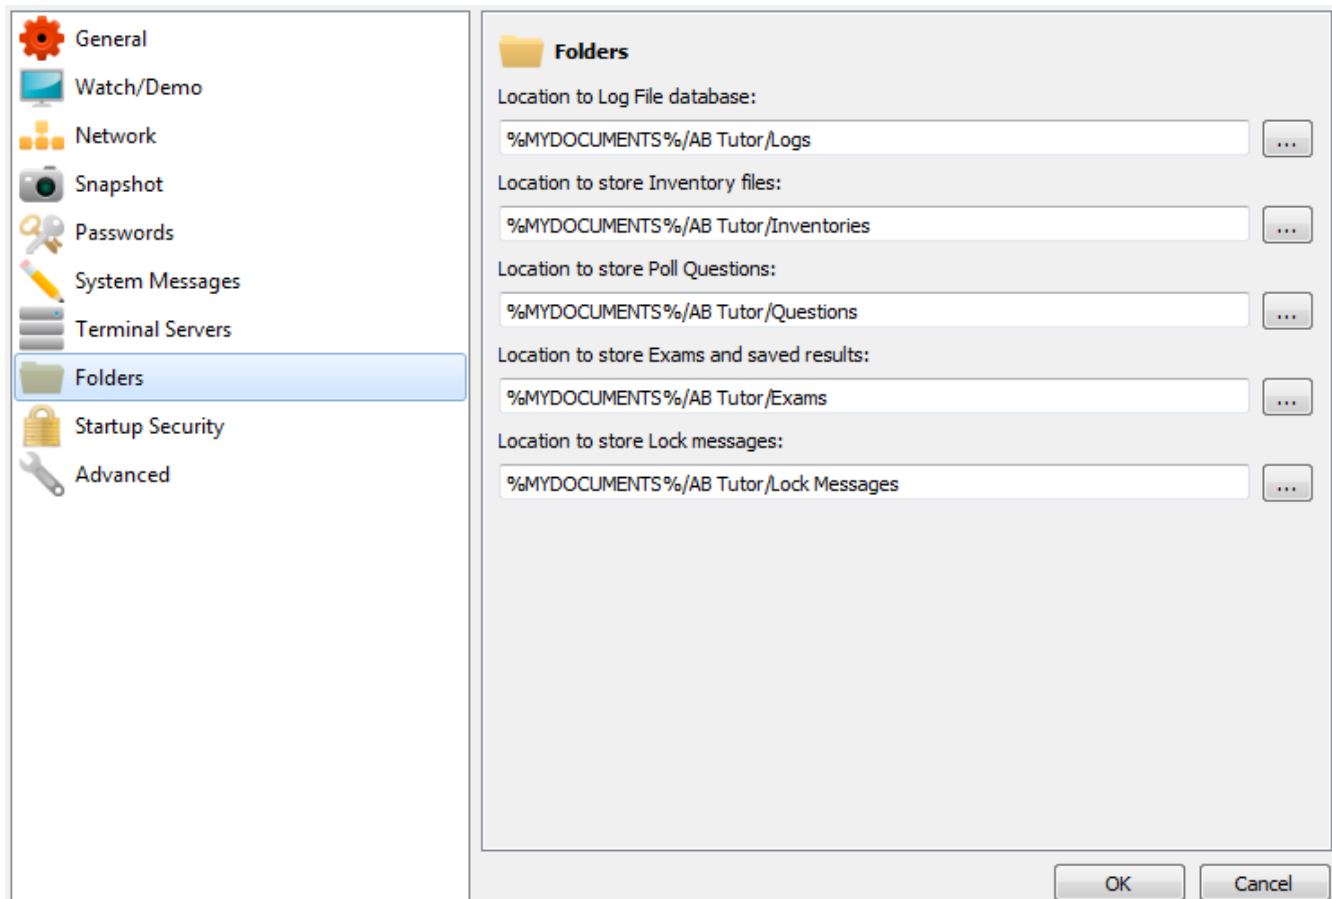 General
Watch/Demo
Network
Snapshot
Passwords
System Messages
Terminal Servers
Folders
Startup Security
Advanced
Folders
Location to Log File database:
%MYDOCUMENTS%/AB Tutor/Logs
...
Location to store Inventory files:
%MYDOCUMENTS%/AB Tutor/Inventories
...
Location to store Poll Questions:
%MYDOCUMENTS%/AB Tutor/Questions
...
Location to store Exams and saved results:
%MYDOCUMENTS%/AB Tutor/Exams
...
Location to store Lock messages:
%MYDOCUMENTS%/AB Tutor/Lock Messages
...
OK
Cancel